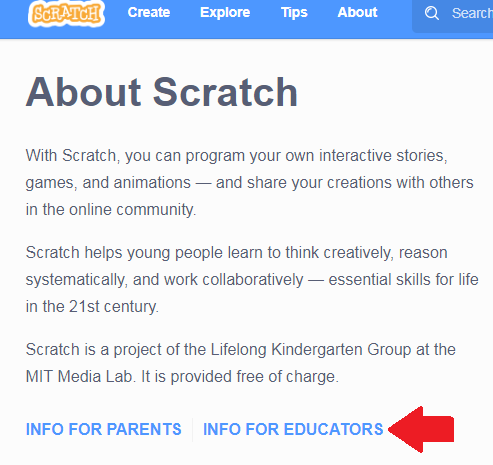 SCRATCH Create Explore Tips About Search
About Scratch
With Scratch, you can program your own interactive stories,
games, and animations — and share your creations with others
in the online community.
Scratch helps young people learn to think creatively, reason
systematically, and work collaboratively — essential skills for life
in the 21st century.
Scratch is a project of the Lifelong Kindergarten Group at the
MIT Media Lab. It is provided free of charge.
INFO FOR PARENTS INFO FOR EDUCATORS